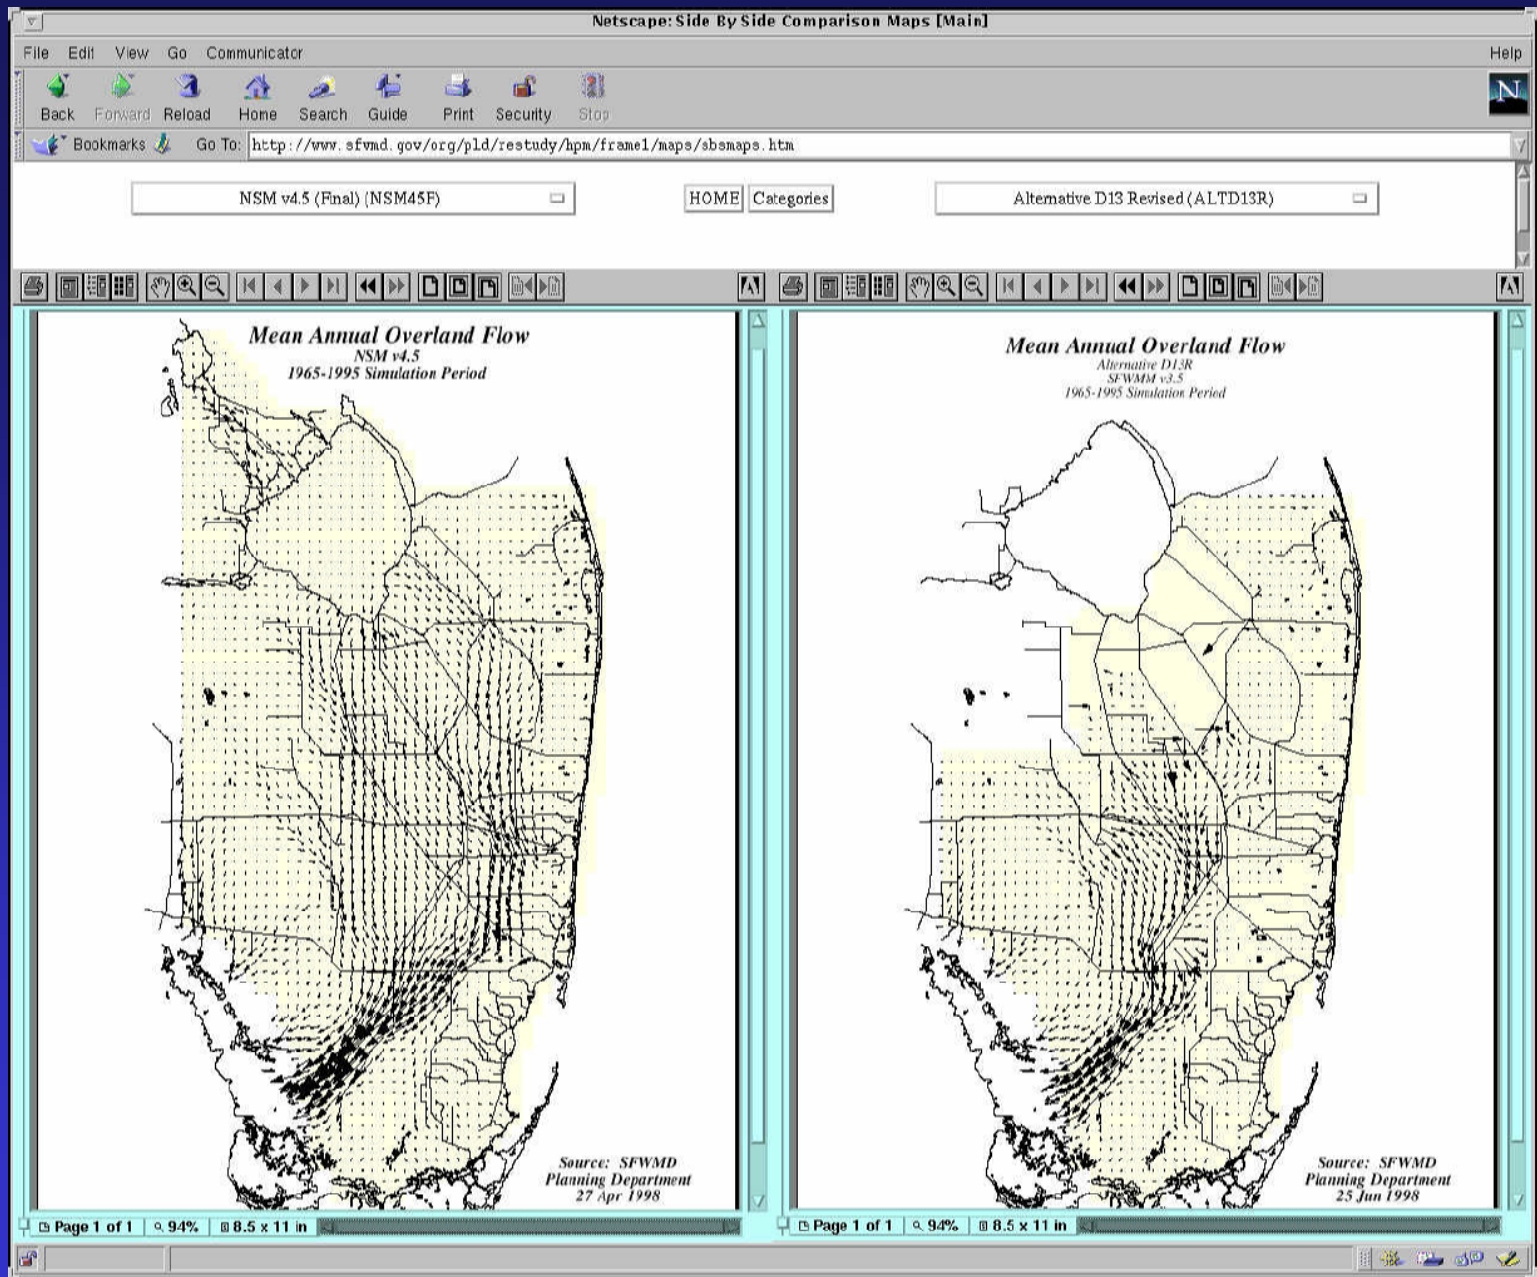 Netscape: Side By Side Comparison Maps [Main]
File Edit View Go Communicator Help
Back Forward Reload Home Search Guide Print Security Stop
N
Bookmarks Go To: http://www.sfwmd.gov/org/pld/restudy/hpm/frame1/maps/sbsmaps.htm
NSM v4.5 (Final) (NSM45F) HOME Categories Alternative D13 Revised (ALTD13R)
Mean Annual Overland Flow
NSM v4.5
1965-1995 Simulation Period
Source: SFWMD
Planning Department
27 Apr 1998
Page 1 of 1 94% 8.5 x 11 in
Mean Annual Overland Flow
Alternative D13R
SFWMM v3.5
1965-1995 Simulation Period
Source: SFWMD
Planning Department
25 Jun 1998
Page 1 of 1 94% 8.5 x 11 in